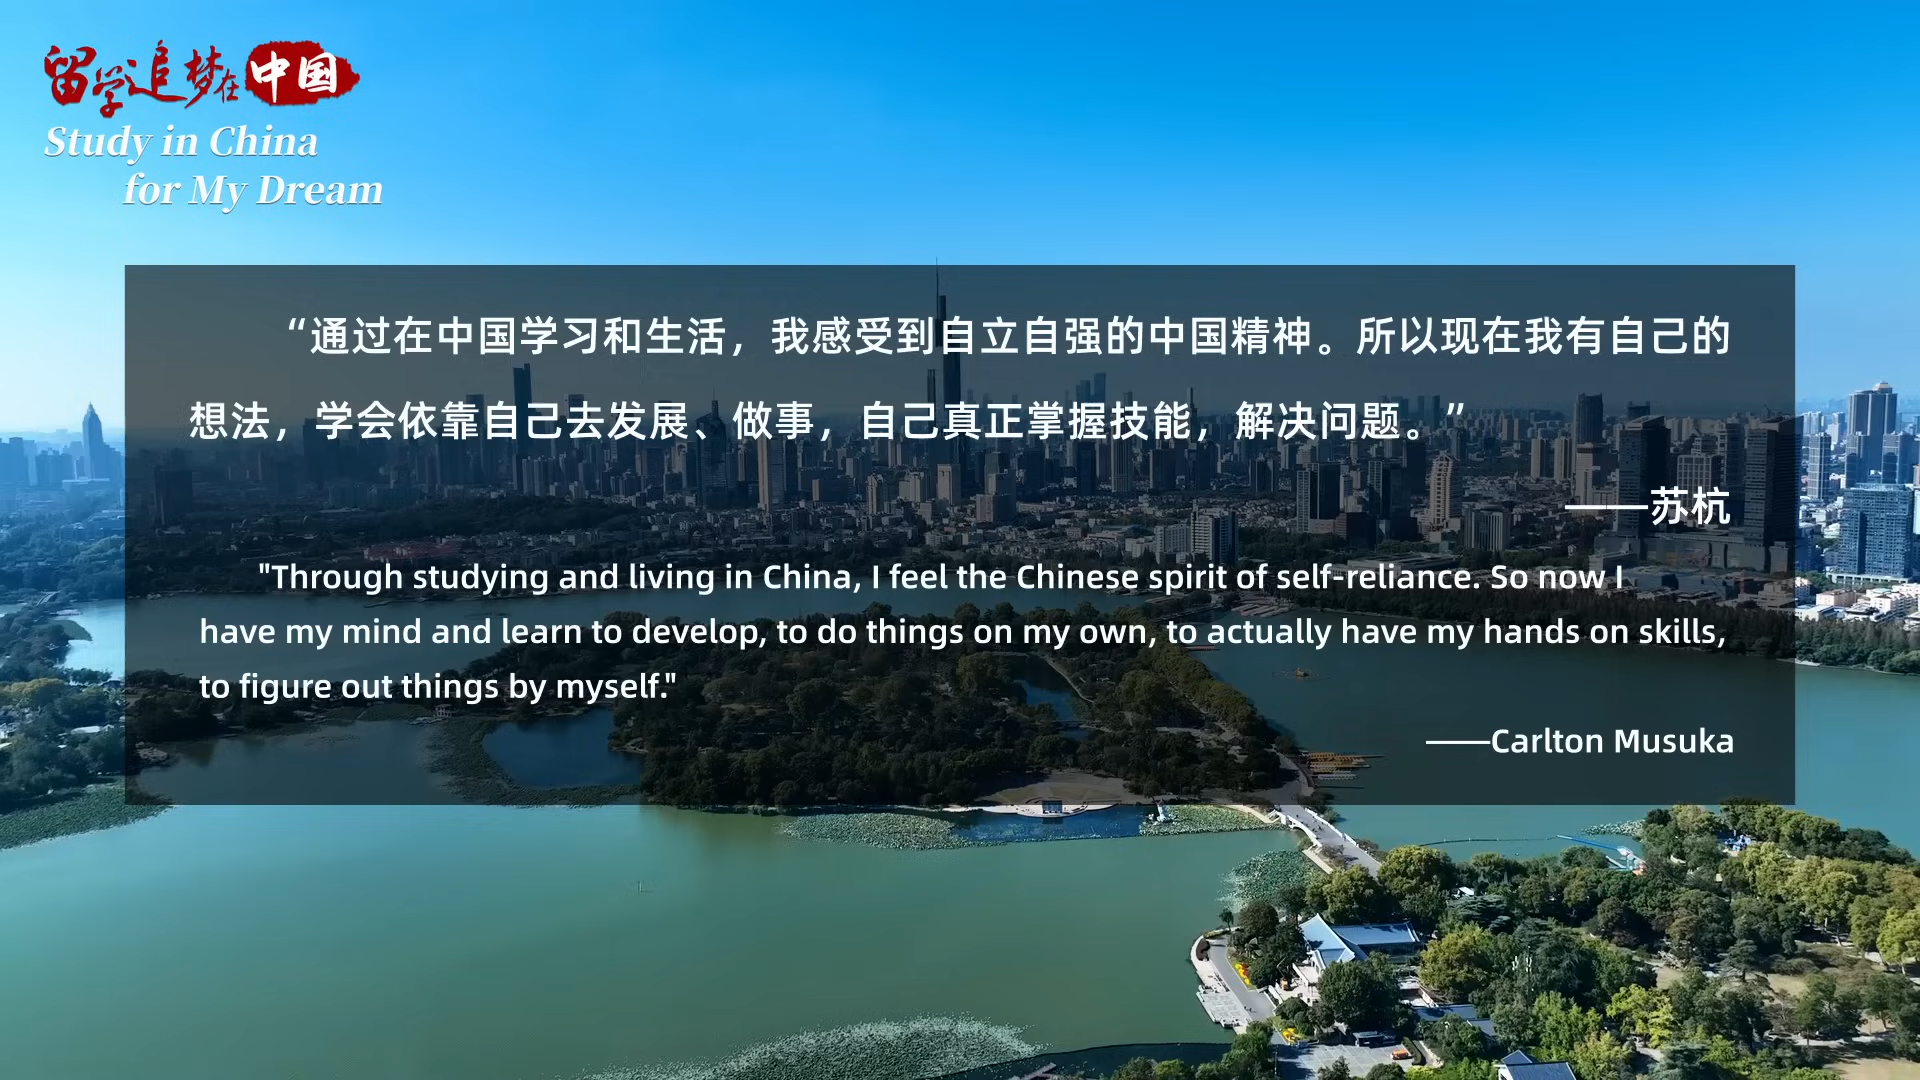 留学追梦在中国
Study in China
for My Dream
“通过在中国学习和生活，我感受到自立自强的中国精神。所以现在我有自己的
想法，学会依靠自己去发展、做事，自己真正掌握技能，解决问题。”
——苏杭
"Through studying and living in China, I feel the Chinese spirit of self-reliance. So now I
have my mind and learn to develop, to do things on my own, to actually have my hands on skills,
to figure out things by myself."
——Carlton Musuka